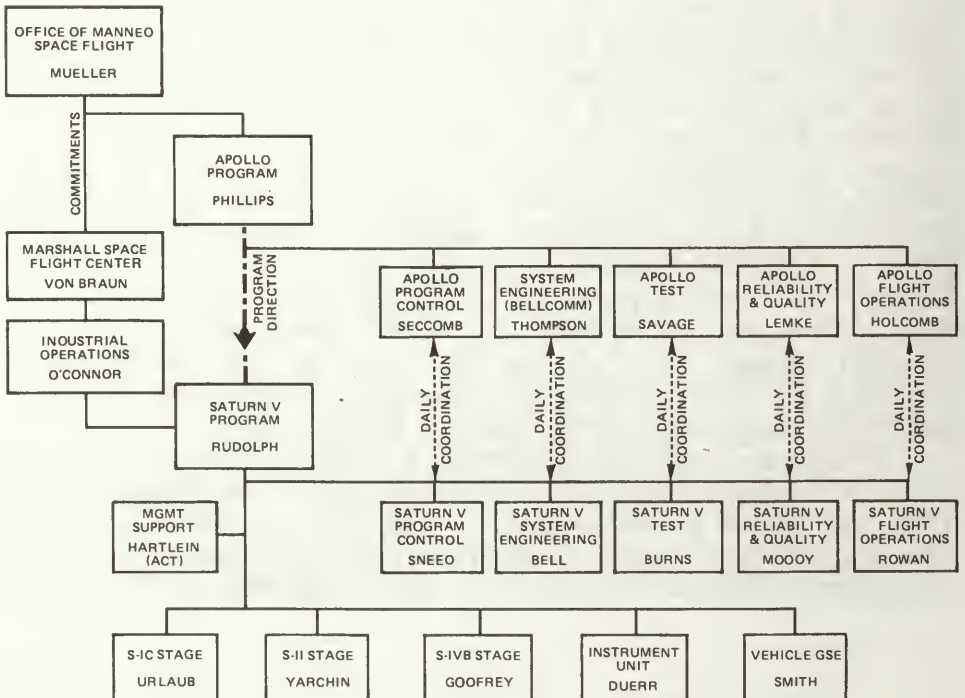 OFFICE OF MANNEO
SPACE FLIGHT
MUELLER
COMMITMENTS
APOLLO
PROGRAM
PHILLIPS
MARSHALL SPACE
FLIGHT CENTER
VON BRAUN
PROGRAM
DIRECTION
APOLLO
PROGRAM
CONTROL
SECCOMB
SYSTEM
ENGINEERING
(BELLCOMM)
THOMPSON
APOLLO
TEST
SAVAGE
APOLLO
RELIABILITY
& QUALITY
LEMKE
APOLLO
FLIGHT
OPERATIONS
HOLCOMB
INOUSTRIAL
OPERATIONS
O'CONNOR
SATURN V
PROGRAM
RUDOLPH
DAILY
COORDINATION
DAILY
COORDINATION
DAILY
COORDINATION
DAILY
COORDINATION
DAILY
COORDINATION
MGMT
SUPPORT
HARTLEIN
(ACT)
SATURN V
PROGRAM
CONTROL
SNEEO
SATURN V
SYSTEM
ENGINEERING
BELL
SATURN V
TEST
BURNS
SATURN V
RELIABILITY
& QUALITY
MOOOY
SATURN V
FLIGHT
OPERATIONS
ROWAN
S-IC STAGE
URLAUB
S-II STAGE
YARCHIN
S-IVB STAGE
GOOFREY
INSTRUMENT
UNIT
DUERR
VEHICLE GSE
SMITH